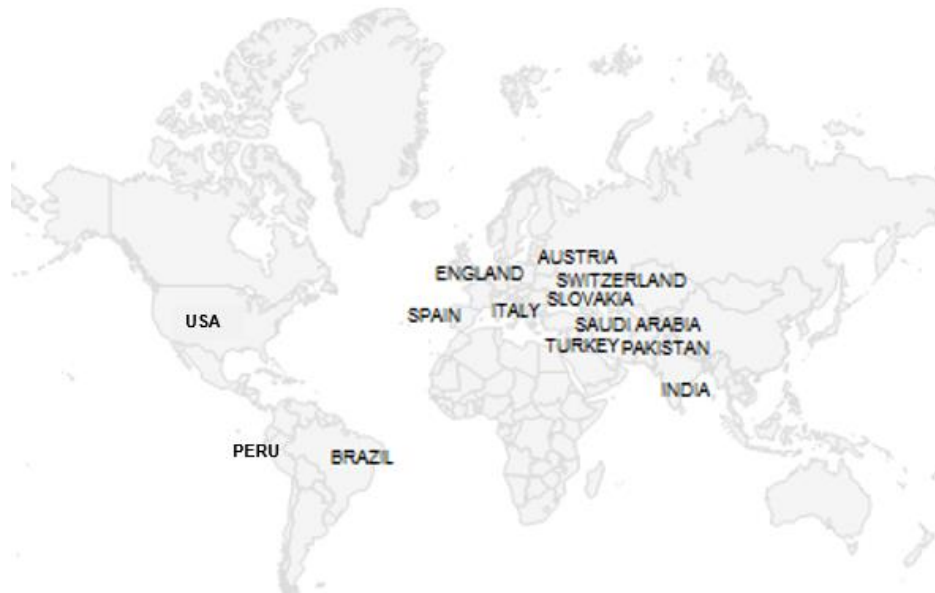 AUSTRIA
ENGLAND
SWITZERLAND
SLOVAKIA
ITALY
SPAIN
USA
SAUDI ARABIA
TURKEY
PAKISTAN
INDIA
PERU
BRAZIL